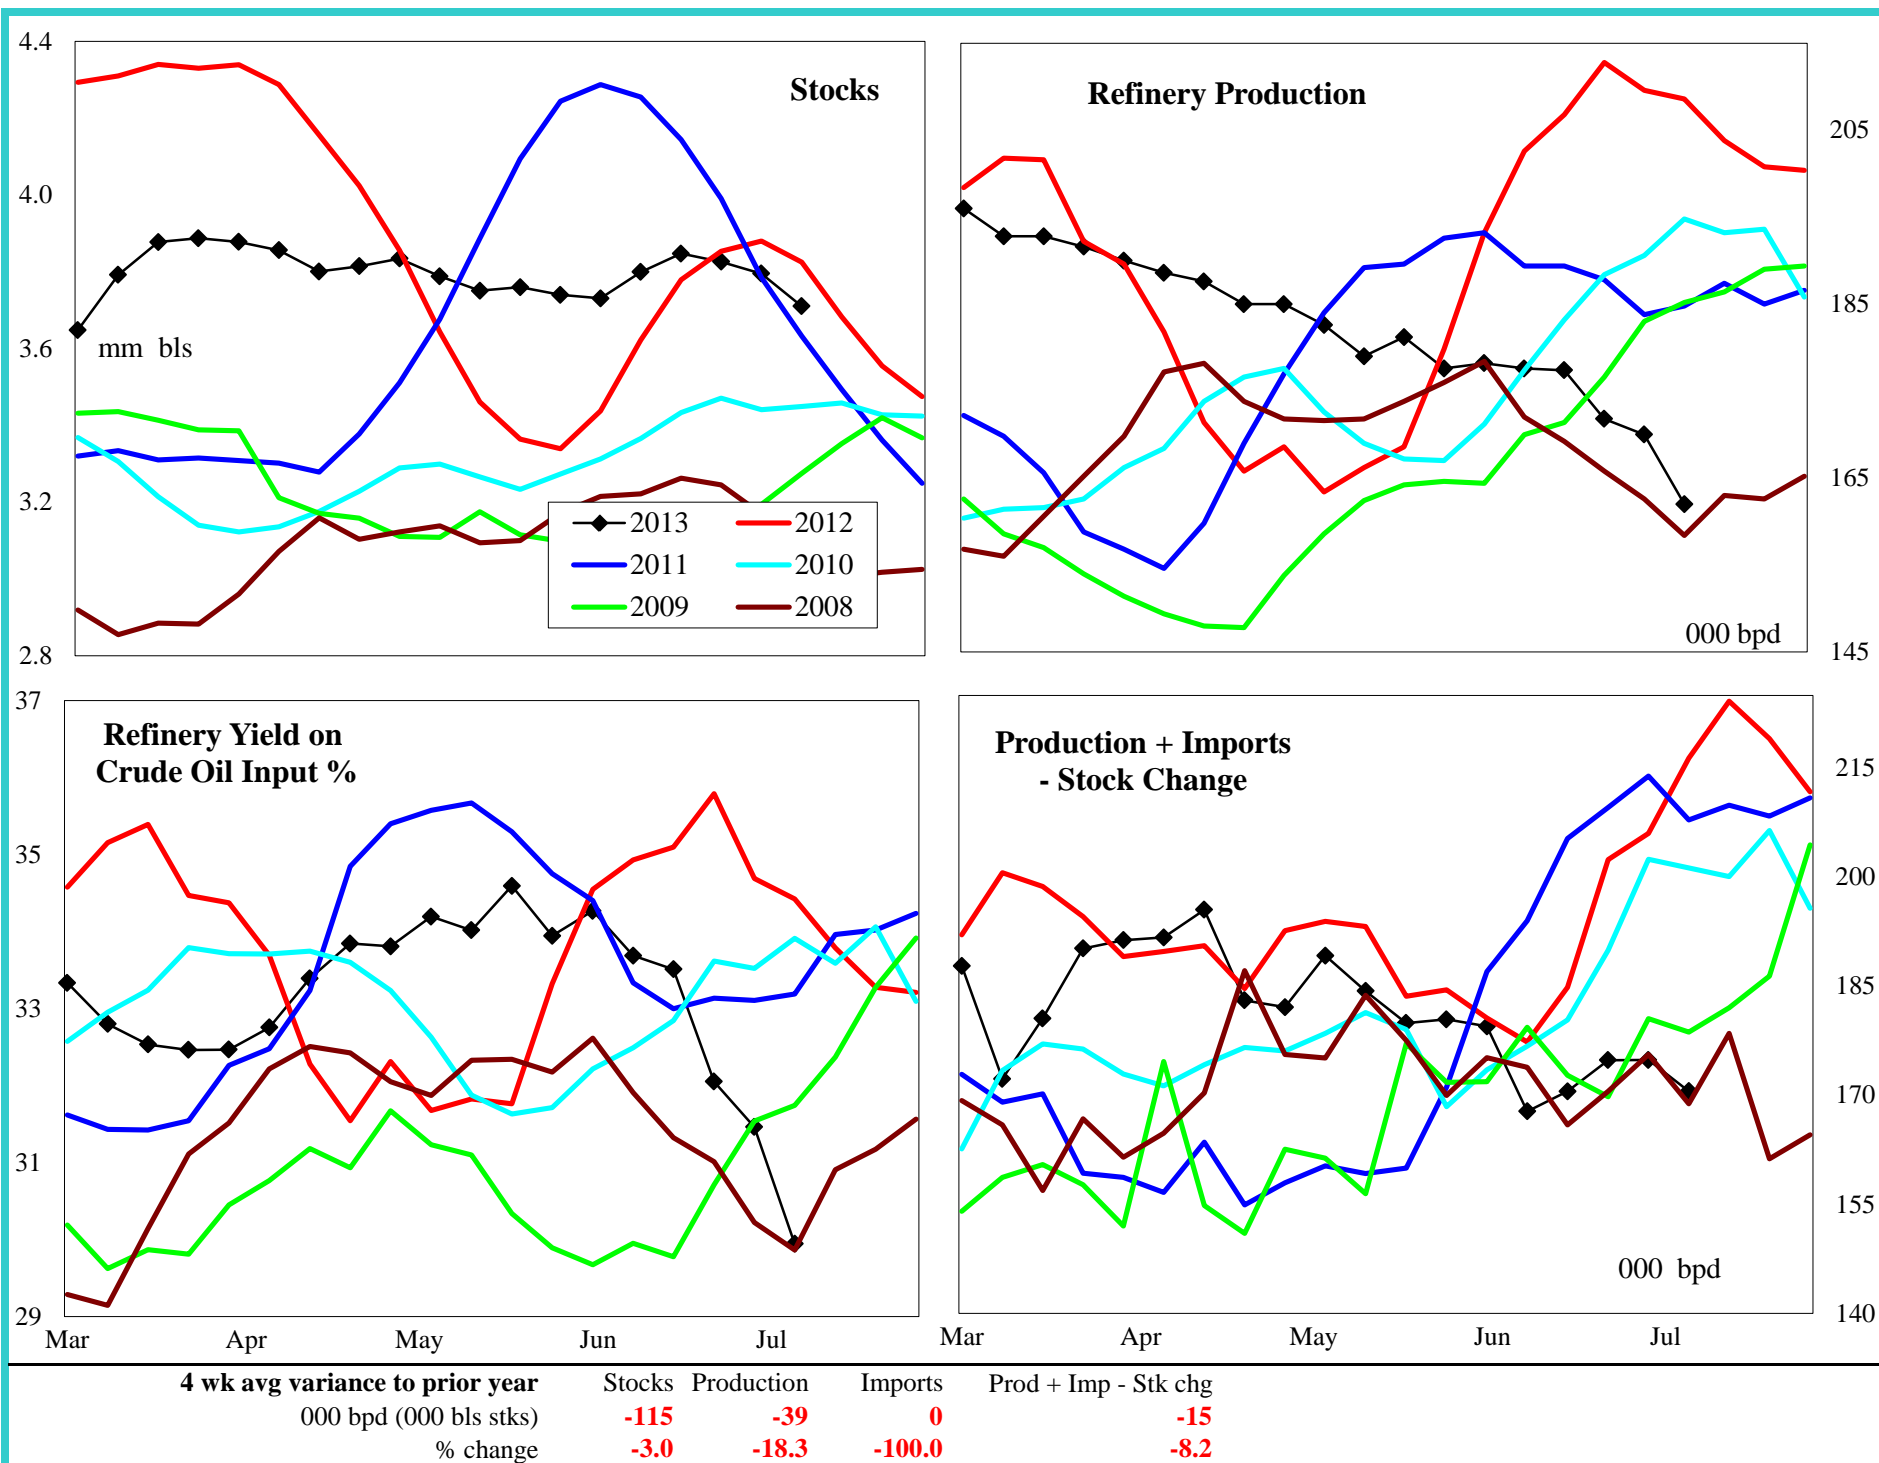 Stocks
4.4
4.0
3.6
3.2
2.8
mm bls
2013 2012
2011 2010
2009 2008
Refinery Production
205
185
165
145
000 bpd
Refinery Yield on
Crude Oil Input %
37
35
33
31
29
Mar Apr May Jun Jul
Production + Imports
- Stock Change
215
200
185
170
155
140
000 bpd
Mar Apr May Jun Jul
4 wk avg variance to prior year Stocks Production Imports Prod + Imp - Stk chg
000 bpd (000 bls stks) -115 -39 0 -15
% change -3.0 -18.3 -100.0 -8.2